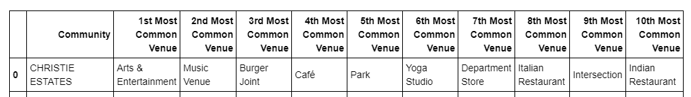 Community 1st Most Common Venue 2nd Most Common Venue 3rd Most Common Venue 4th Most Common Venue 5th Most Common Venue 6th Most Common Venue 7th Most Common Venue 8th Most Common Venue 9th Most Common Venue 10th Most Common Venue
0 CHRISTIE ESTATES Arts & Entertainment Music Venue Burger Joint Café Park Yoga Studio Department Store Italian Restaurant Intersection Indian Restaurant